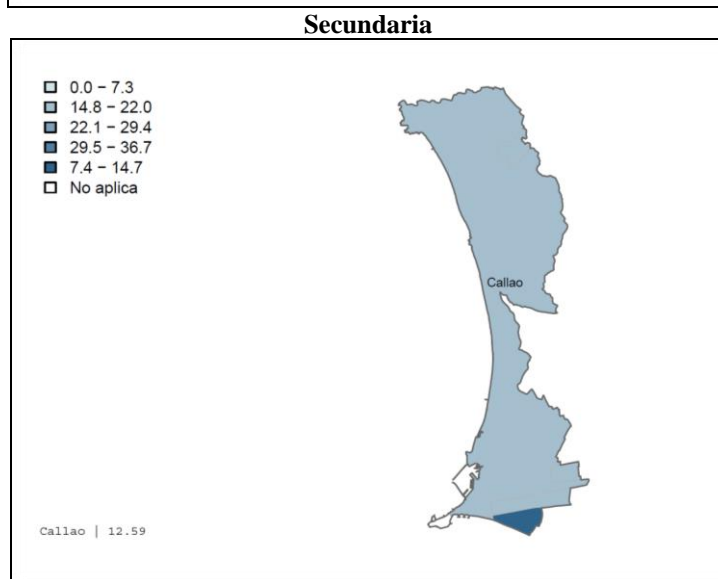 Secundaria
0.0 − 7.3
14.8 − 22.0
22.1 − 29.4
29.5 − 36.7
7.4 − 14.7
No aplica
Callao
Callao | 12.59